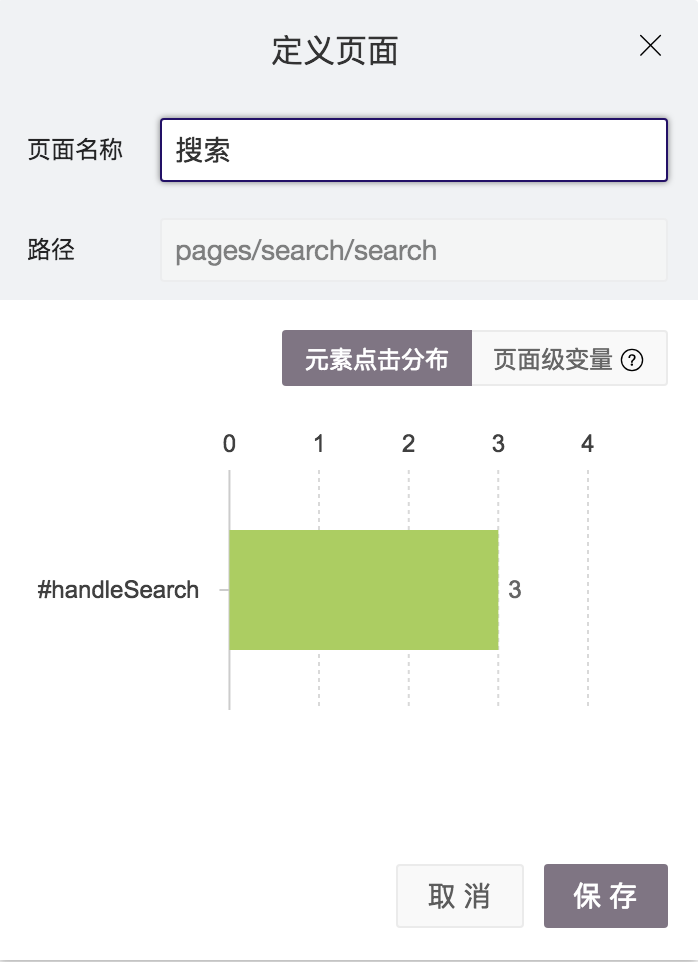 定义页面
页面名称 搜索
路径 pages/search/search
元素点击分布 页面级变量 ?
0 1 2 3 4
#handleSearch 3
取 消 保 存